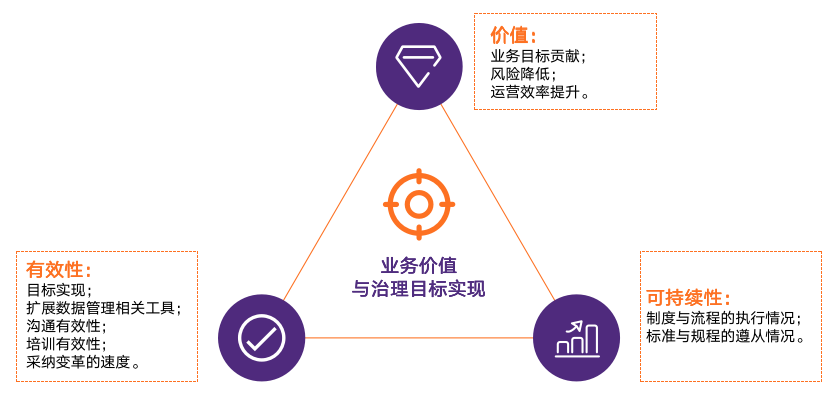 价值：
业务目标贡献；
风险降低；
运营效率提升。
业务价值
与治理目标实现
有效性：
目标实现；
扩展数据管理相关工具；
沟通有效性；
培训有效性；
采纳变革的速度。
可持续性：
制度与流程的执行情况；
标准与规程的遵从情况。